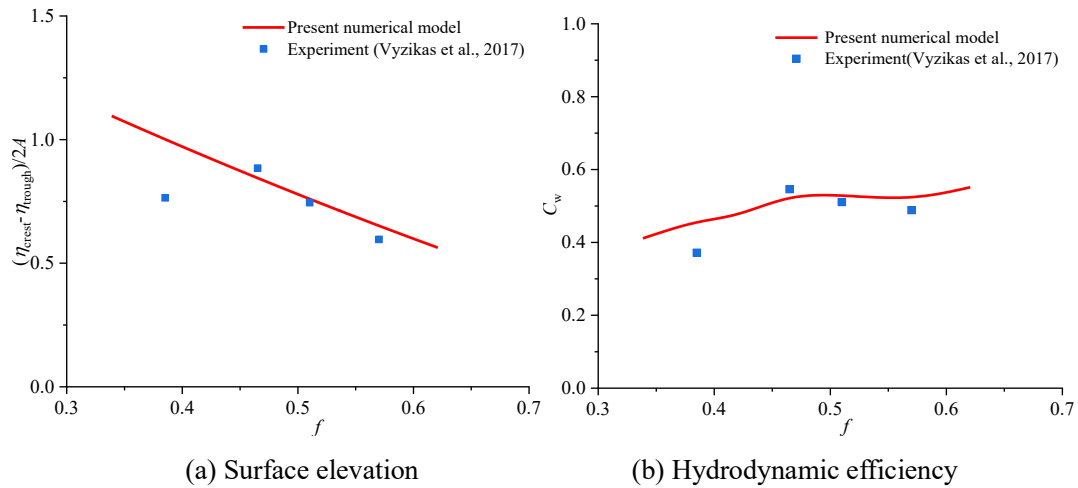 1.5
1.0
0.5
0.0
0.3
0.4
0.5
0.6
0.7
(ηcrest-ηtrough)/2A
f
Present numerical model
Experiment (Vyzikas et al., 2017)
(a) Surface elevation
1.0
0.8
0.6
0.4
0.2
0.0
0.3
0.4
0.5
0.6
0.7
Cw
f
Present numerical model
Experiment(Vyzikas et al., 2017)
(b) Hydrodynamic efficiency